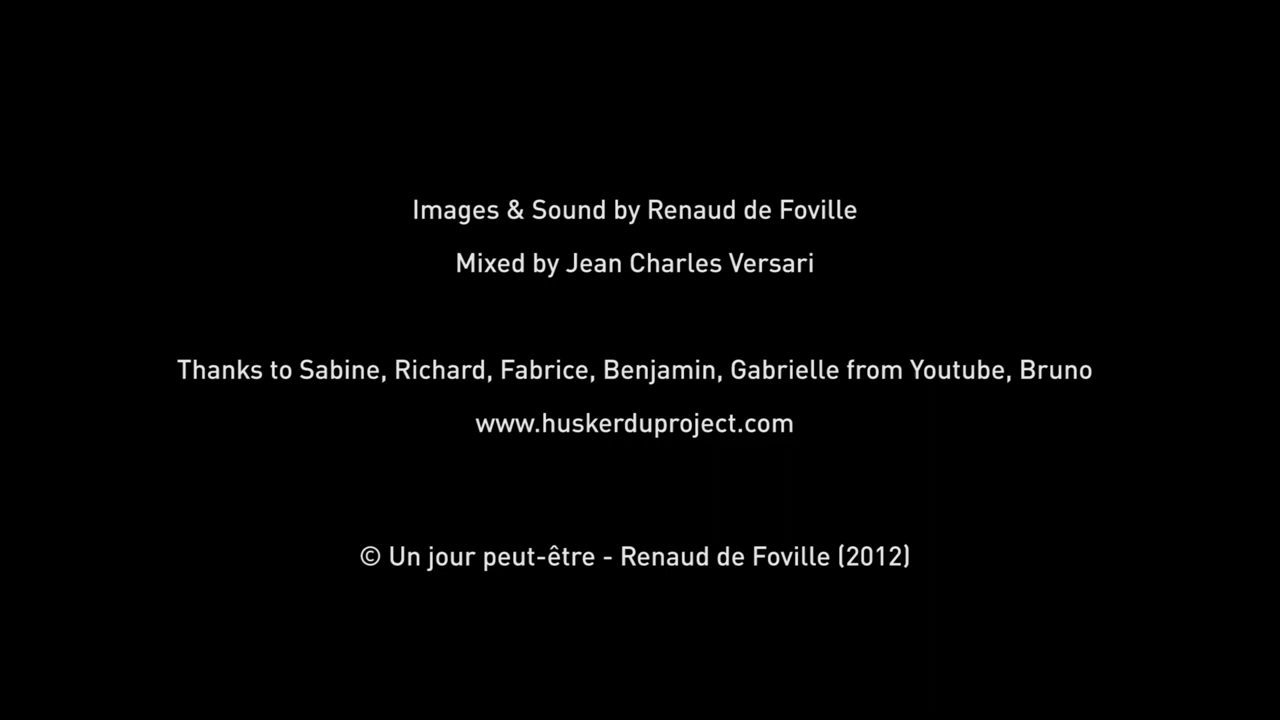 Images & Sound by Renaud de Foville
Mixed by Jean Charles Versari
Thanks to Sabine, Richard, Fabrice, Benjamin, Gabrielle from Youtube, Bruno
www.huskerduproject.com
© Un jour peut-être - Renaud de Foville (2012)